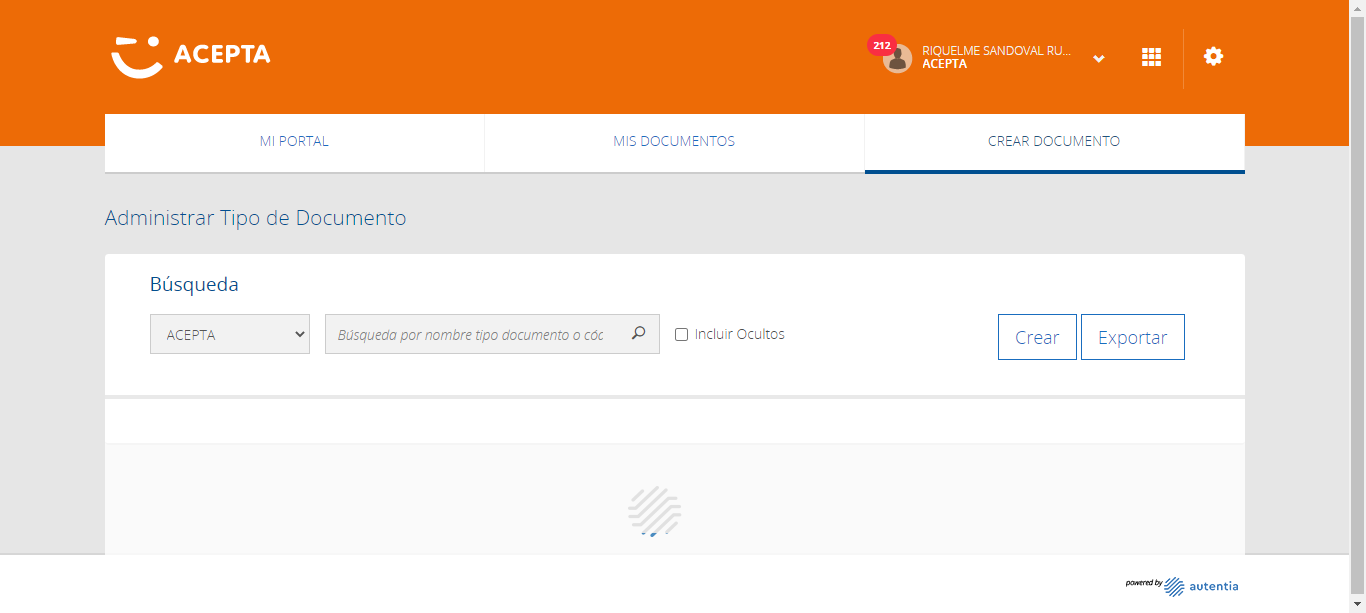 ACEPTA
212
RIQUELME SANDOVAL RU...
ACEPTA
MI PORTAL
MIS DOCUMENTOS
CREAR DOCUMENTO
Administrar Tipo de Documento
Búsqueda
ACEPTA
Búsqueda por nombre tipo documento o cóc
Incluir Ocultos
Crear
Exportar
powered by autentia